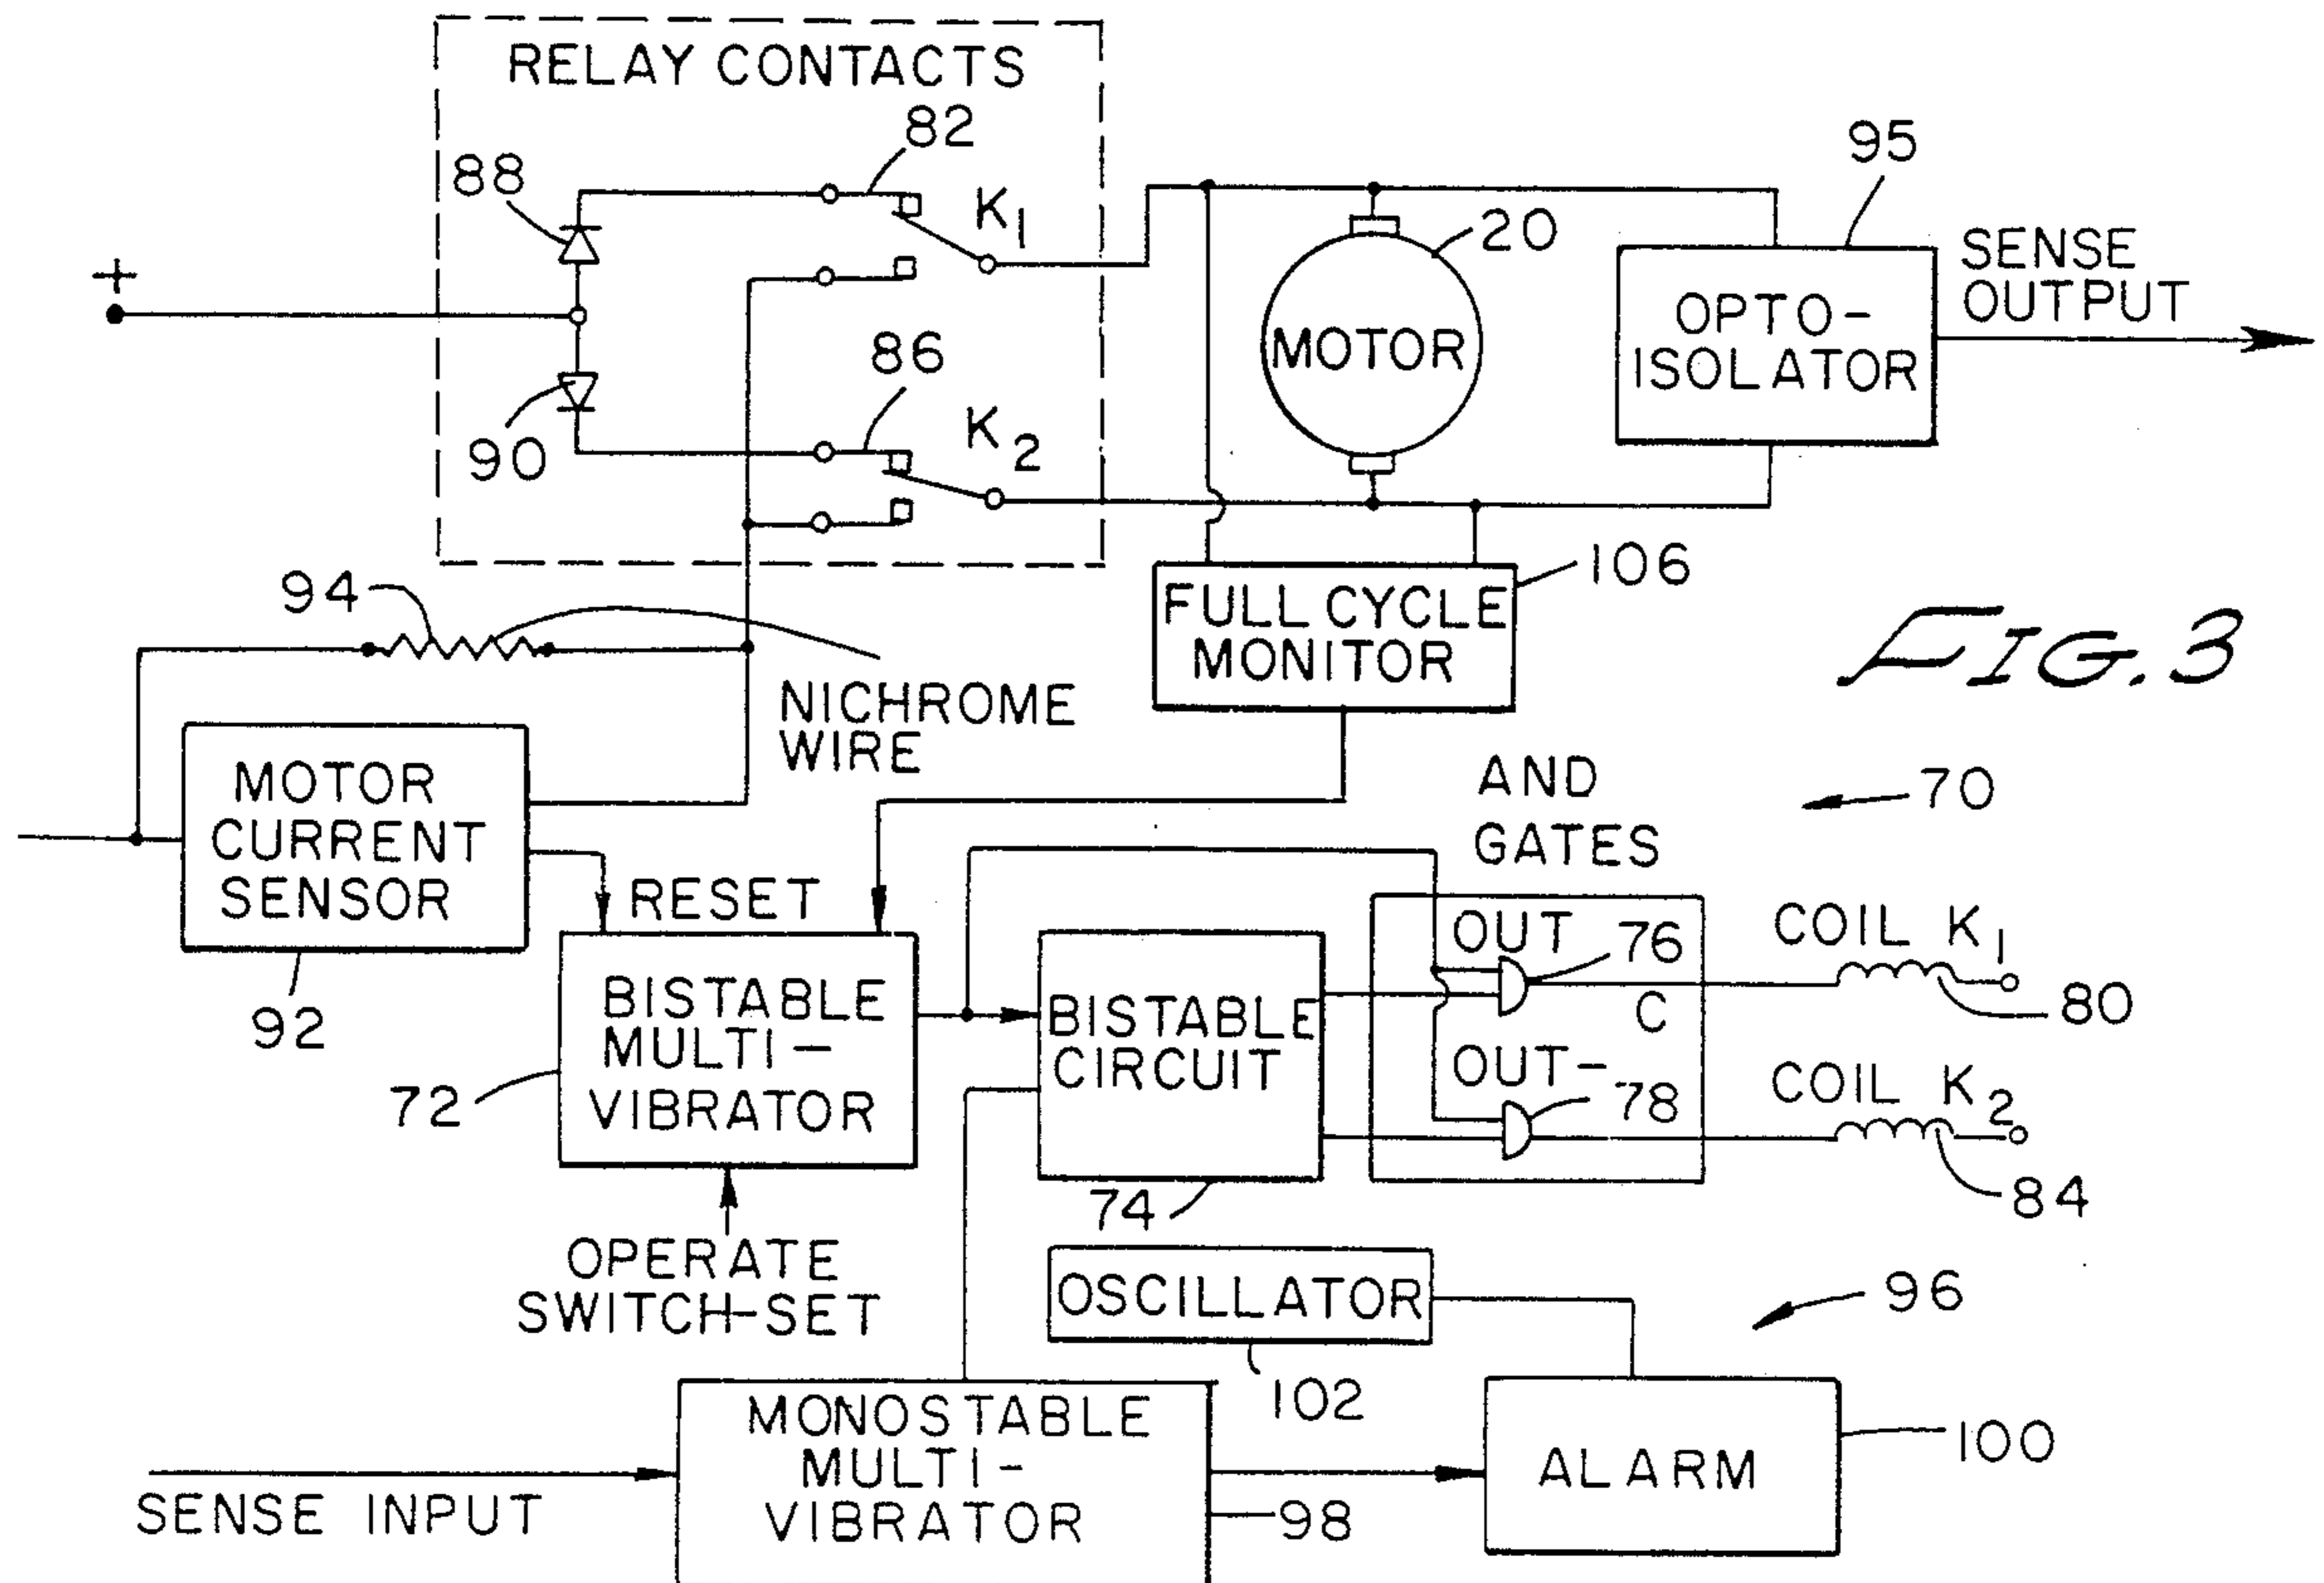 RELAY CONTACTS
82
88
K1
+
86
90
K2
20
MOTOR
95
OPTO-
ISOLATOR
SENSE
OUTPUT
94
NICHROME
WIRE
FULL CYCLE
MONITOR
106
FIG. 3
MOTOR
CURRENT
SENSOR
92
RESET
BISTABLE
MULTI-
VIBRATOR
72
OPERATE
SWITCH-SET
BISTABLE
CIRCUIT
74
AND
GATES
70
OUT
76
C
OUT-
78
COIL K1
80
COIL K2
84
OSCILLATOR
102
96
SENSE INPUT
MONOSTABLE
MULTI-
VIBRATOR
98
ALARM
100